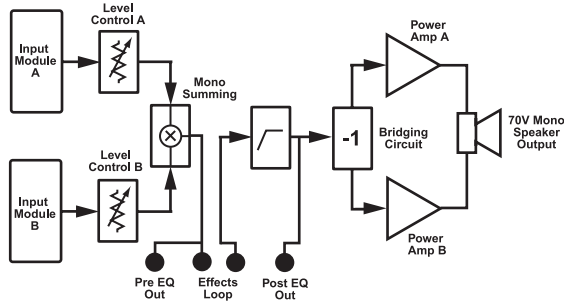 Input
Module
A
Level
Control A
Mono
Summing
Power
Amp A
-1
Bridging
Circuit
70V Mono
Speaker
Output
Input
Module
B
Level
Control B
Power
Amp B
Pre EQ
Out
Effects
Loop
Post EQ
Out